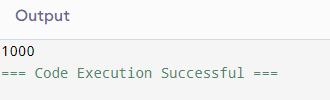 Output
1000
=== Code Execution Successful ===